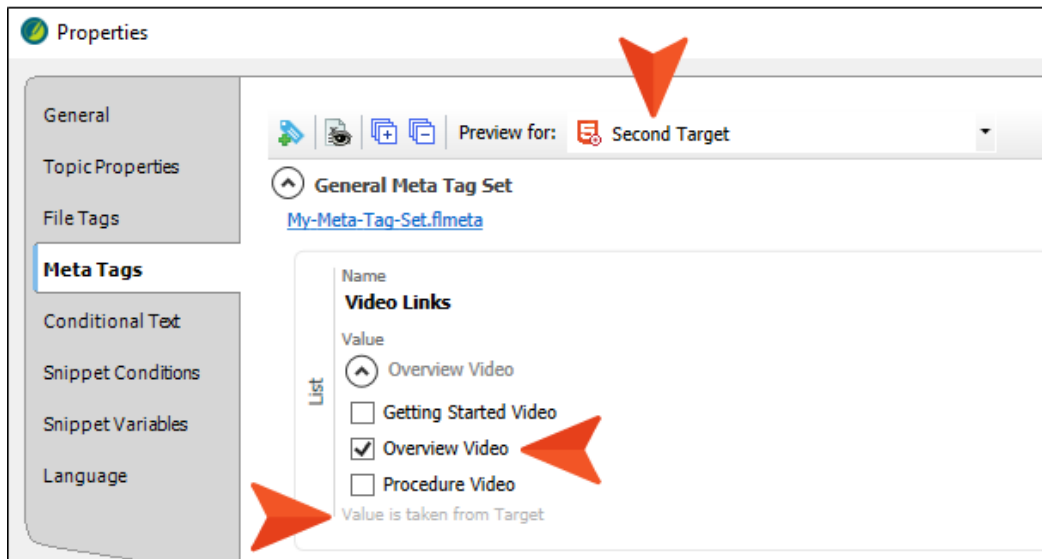 Properties
General
Topic Properties
File Tags
Meta Tags
Conditional Text
Snippet Conditions
Snippet Variables
Language
Preview for: Second Target
General Meta Tag Set
My-Meta-Tag-Set.flmeta
List
Name
Video Links
Value
Overview Video
Getting Started Video
Overview Video
Procedure Video
Value is taken from Target